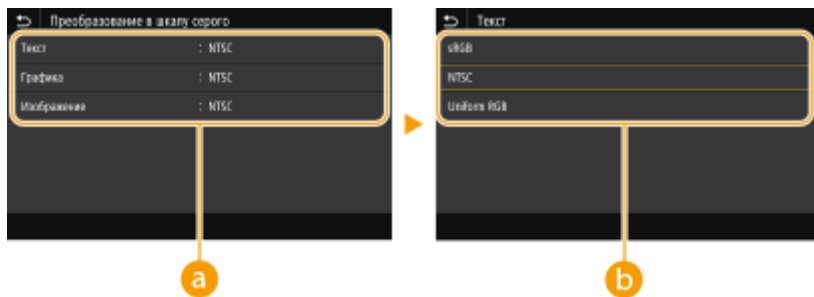 Преобразование в шкалу серого
Текст : NTSC
Графика : NTSC
Изображение : NTSC
a
Текст
sRGB
NTSC
Uniform RGB
b